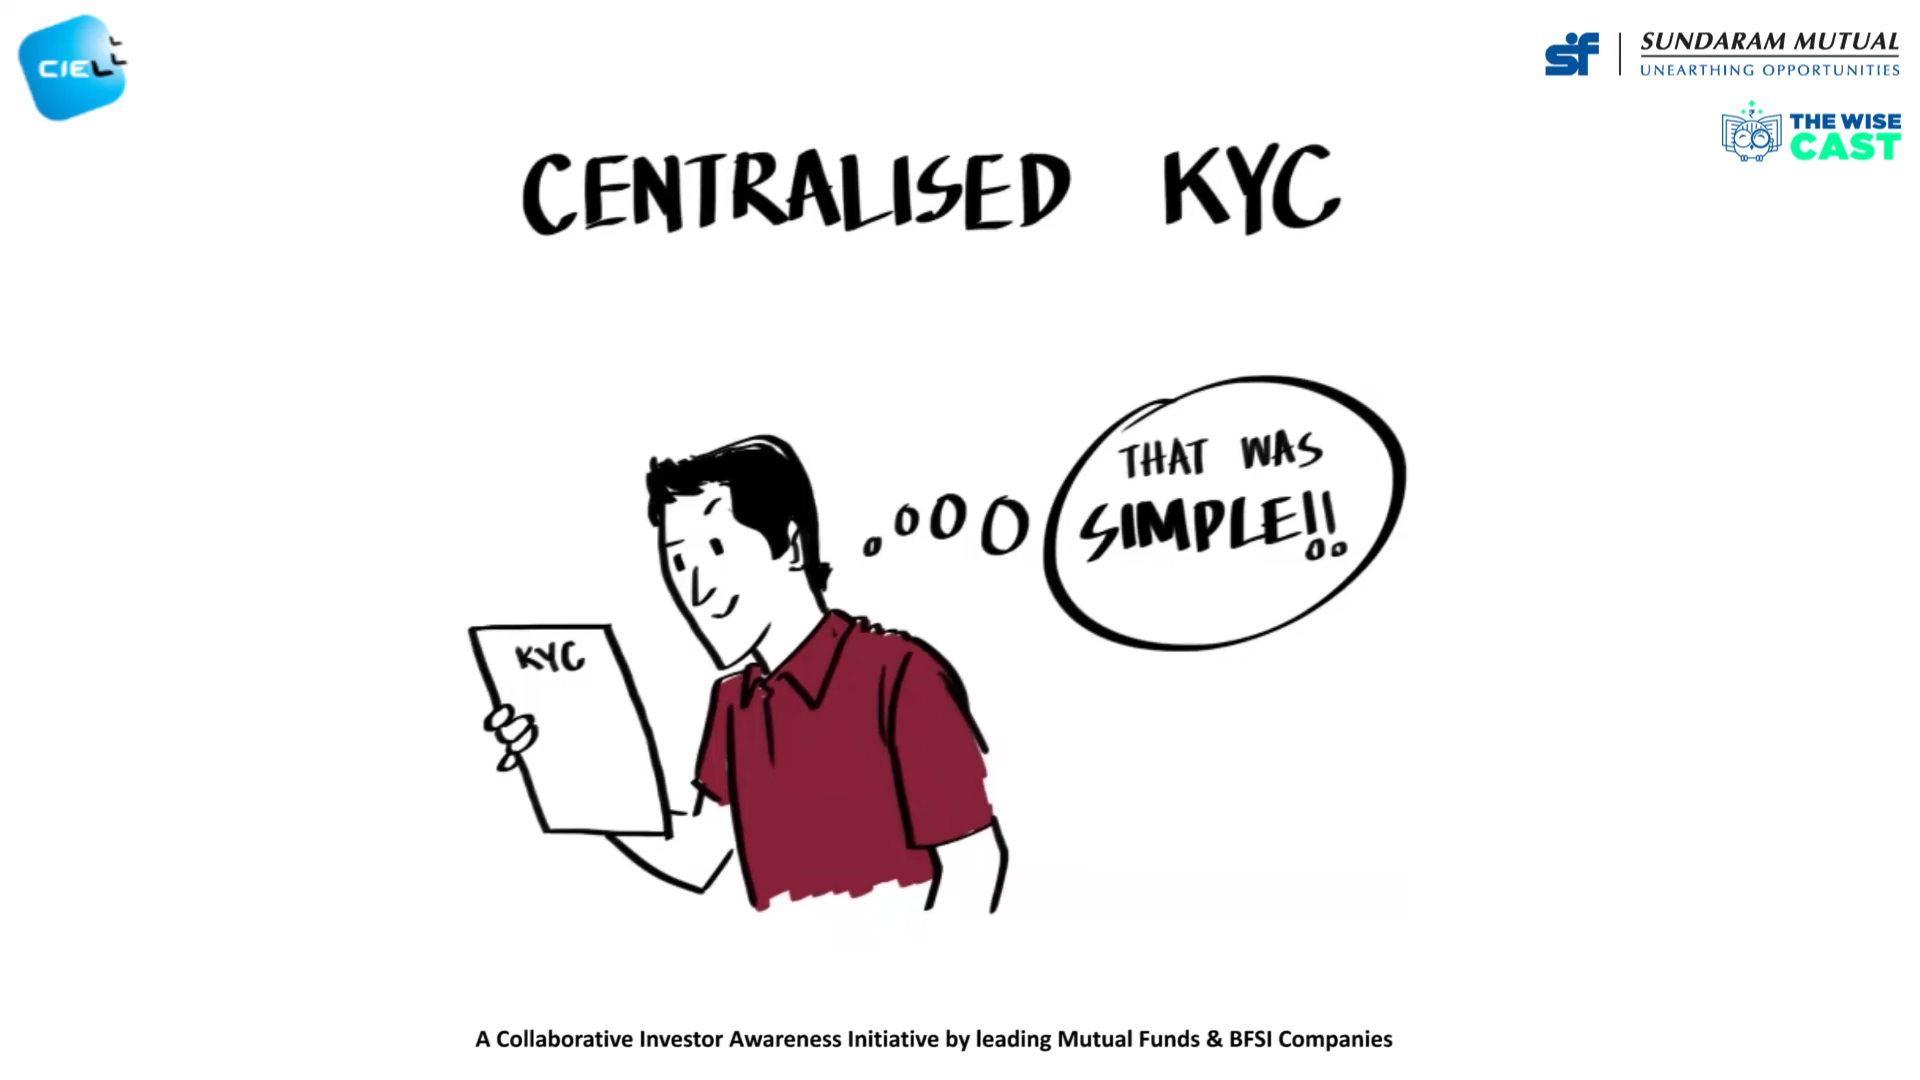 CIELL
SUNDARAM MUTUAL
UNEARTHING OPPORTUNITIES
THE WISE
CAST
CENTRALISED KYC
THAT WAS
SIMPLE!!
KYC
A Collaborative Investor Awareness Initiative by leading Mutual Funds & BFSI Companies